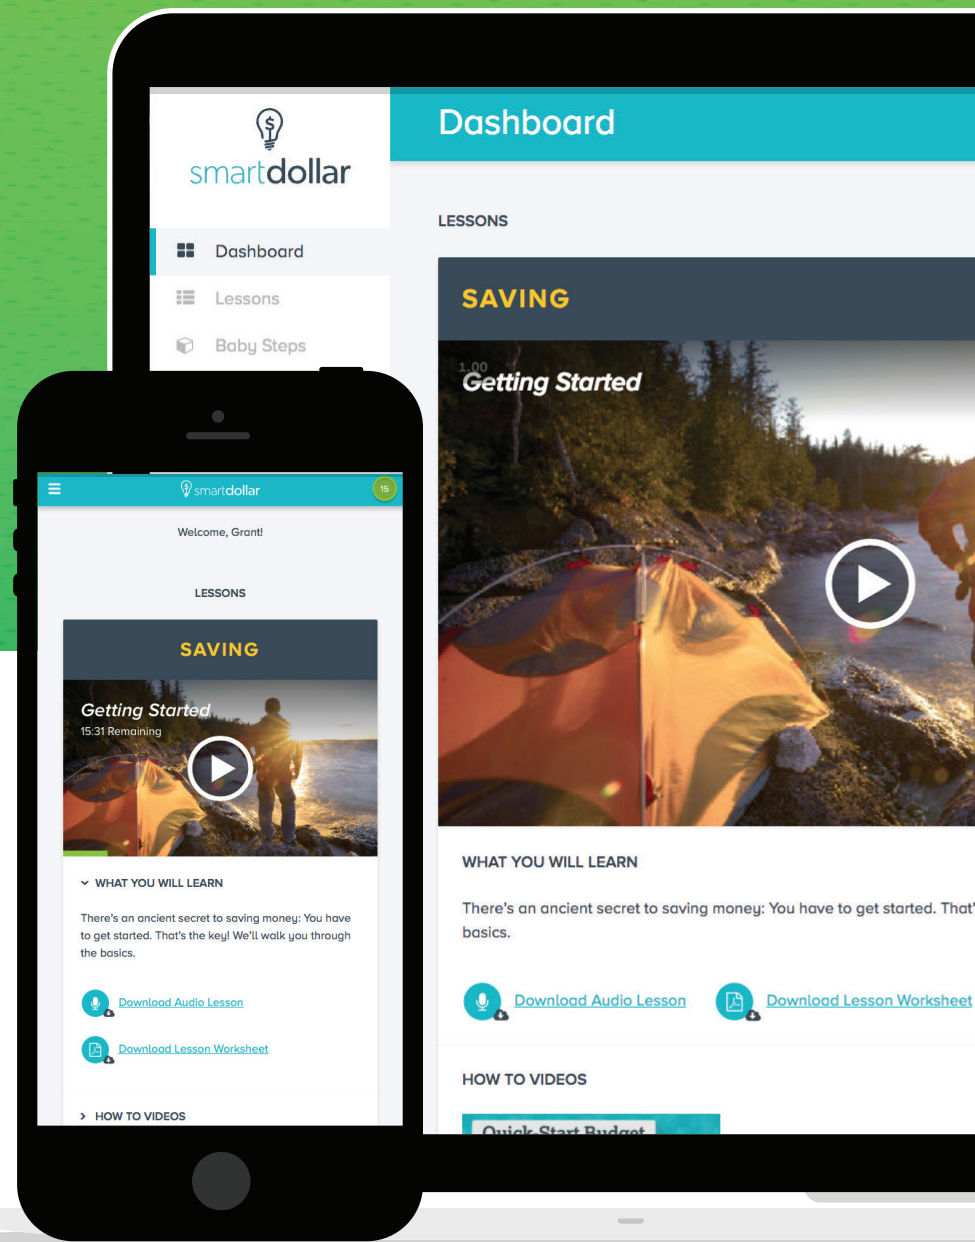 smartdollar
Dashboard
Dashboard
Lessons
Baby Steps
LESSONS
SAVING
1.00
Getting Started
WHAT YOU WILL LEARN
There's an ancient secret to saving money: You have to get started. That'
basics.
Download Audio Lesson
Download Lesson Worksheet
HOW TO VIDEOS
Quick-Start Budget
smartdollar
15
Welcome, Grant!
LESSONS
SAVING
Getting Started
15:31 Remaining
WHAT YOU WILL LEARN
There's an ancient secret to saving money: You have
to get started. That's the key! We'll walk you through
the basics.
Download Audio Lesson
Download Lesson Worksheet
HOW TO VIDEOS